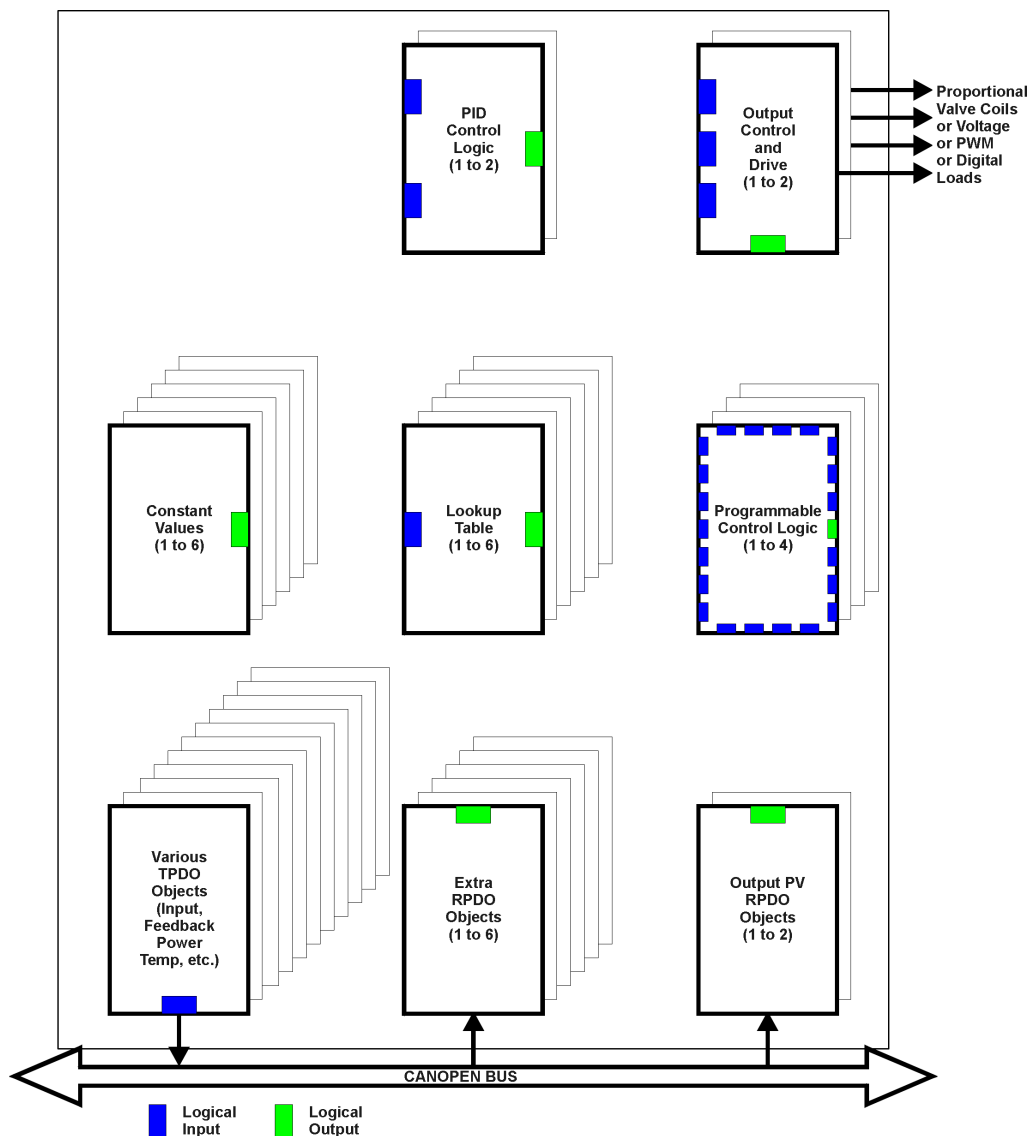 PID
Control
Logic
(1 to 2)
Output
Control
and
Drive
(1 to 2)
Proportional
Valve Coils
or Voltage
or PWM
or Digital
Loads
Constant
Values
(1 to 6)
Lookup
Table
(1 to 6)
Programmable
Control Logic
(1 to 4)
Various
TPDO
Objects
(Input,
Feedback
Power
Temp, etc.)
Extra
RPDO
Objects
(1 to 6)
Output PV
RPDO
Objects
(1 to 2)
CANOPEN BUS
Logical
Input
Logical
Output